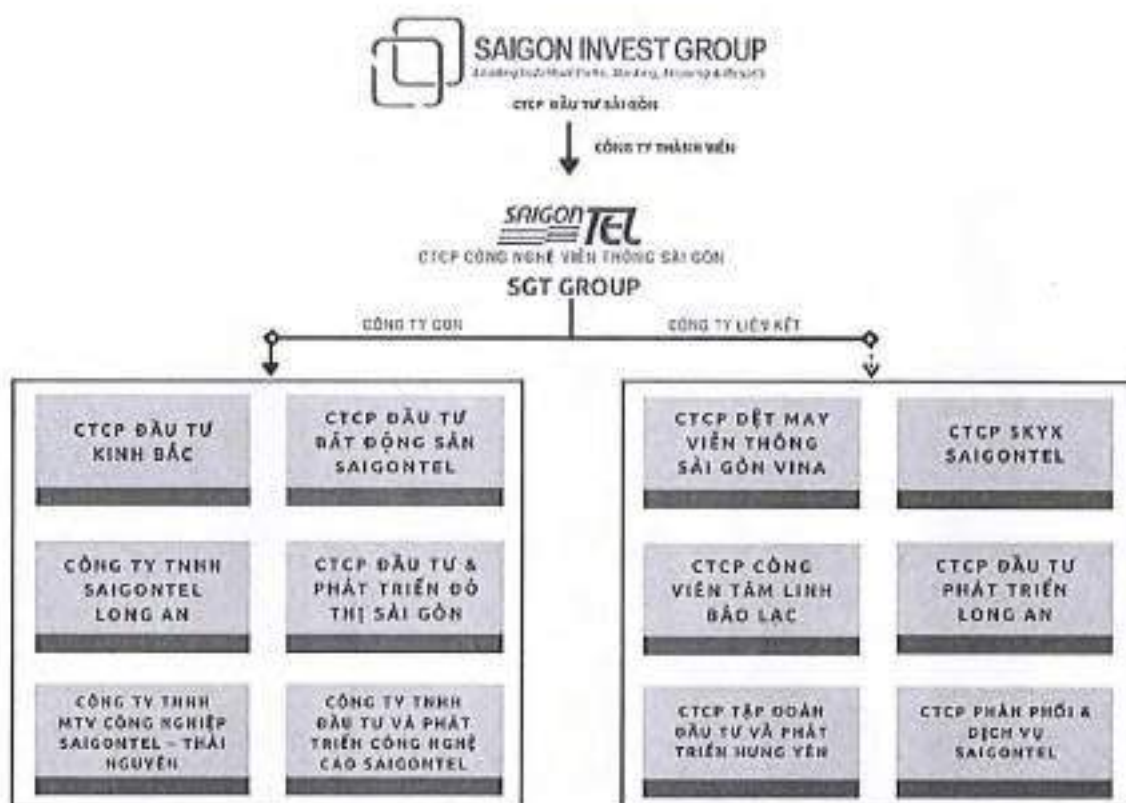 SAIGON INVEST GROUP
CTCP ĐẦU TƯ SÀI GÒN
CÔNG TY THÀNH VIÊN
SAIGON TEL
CTCP CÔNG NGHỆ VIỄN THÔNG SÀI GÒN
SGT GROUP
CÔNG TY CON
CÔNG TY LIÊN KẾT
CTCP ĐẦU TƯ
KINH BẮC
CTCP ĐẦU TƯ
BẤT ĐỘNG SẢN
SAIGONTEL
CTCP DỆT MAY
VIỄN THÔNG
SÀI GÒN VINA
CTCP SKYX
SAIGONTEL
CÔNG TY TNHH
SAIGONTEL
LONG AN
CTCP ĐẦU TƯ &
PHÁT TRIỂN ĐÔ
THỊ SÀI GÒN
CTCP CÔNG
VIÊN TÂM LINH
BẢO LẠC
CTCP ĐẦU TƯ
PHÁT TRIỂN
LONG AN
CÔNG TY TNHH
MTV CÔNG NGHIỆP
SAIGONTEL - THÁI
NGUYÊN
CÔNG TY TNHH
ĐẦU TƯ VÀ PHÁT
TRIỂN CÔNG NGHỆ
CAO SAIGONTEL
CTCP TẬP ĐOÀN
ĐẦU TƯ VÀ PHÁT
TRIỂN HƯNG YÊN
CTCP PHÂN PHỐI &
DỊCH VỤ
SAIGONTEL